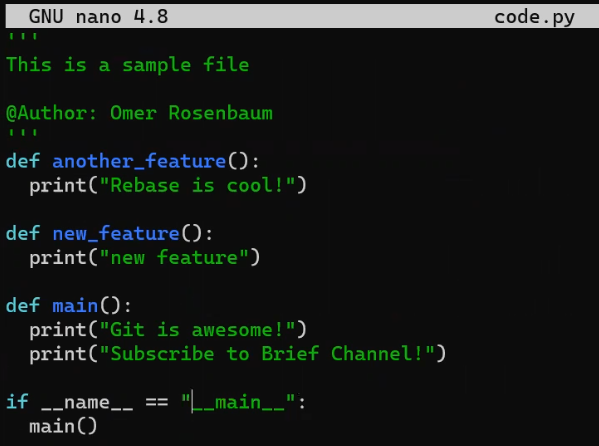 GNU nano 4.8 code.py
'''
This is a sample file

@Author: Omer Rosenbaum
'''
def another_feature():
  print("Rebase is cool!")

def new_feature():
  print("new feature")

def main():
  print("Git is awesome!")
  print("Subscribe to Brief Channel!")

if __name__ == "__main__":
  main()